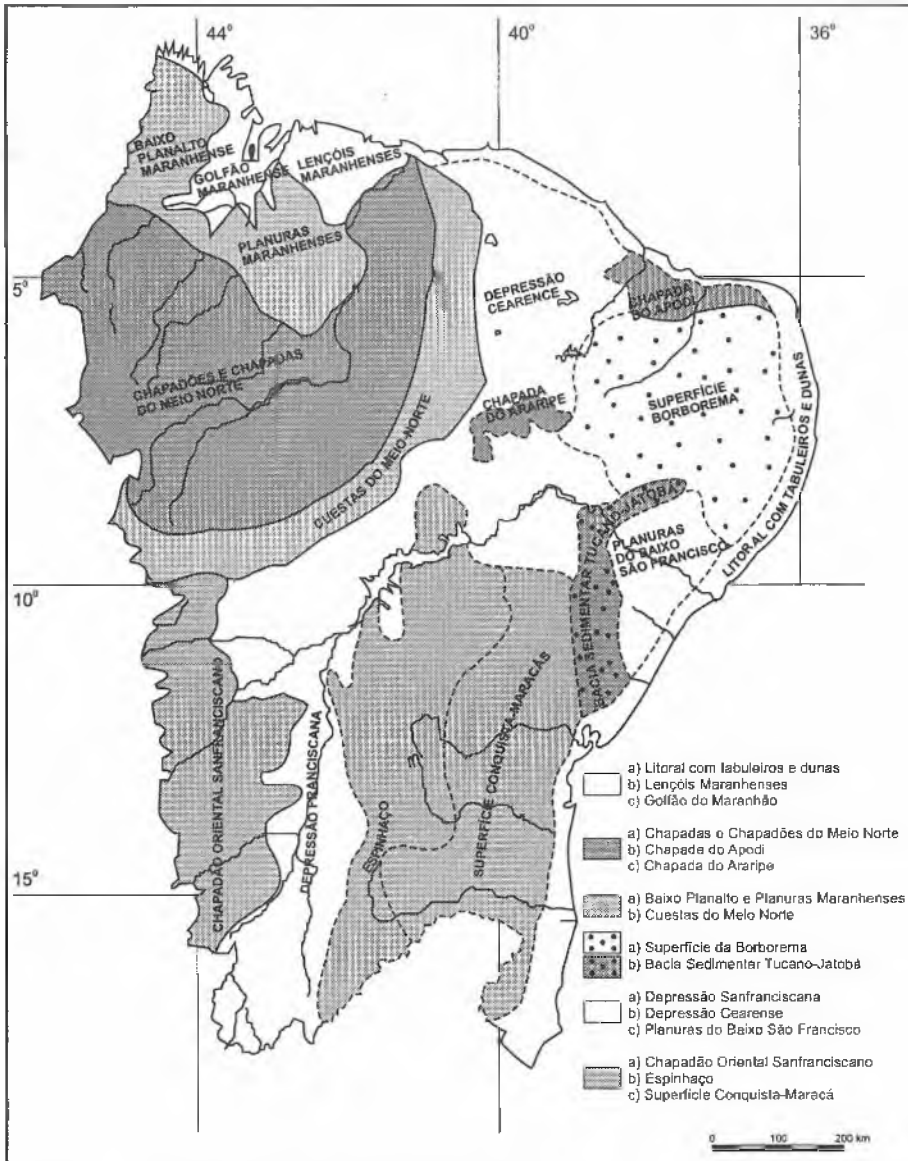 44°
40°
36°
BAIXO
PLANALTO
MARANHENSE
GOLFÃO
MARANHENSE
LENÇÓIS
MARANHENSES
PLANURAS
MARANHENSES
5°
DEPRESSÃO
CEARENCE
CHAPADA
DO APODI
CHAPADÕES E CHAPADAS
DO MEIO NORTE
CHAPADA
DO ARARIPE
SUPERFÍCIE
BORBOREMA
LITORAL COM TABULEIROS E DUNAS
CUESTAS DO MEIO-NORTE
BACIA SEDIMENTAR TUCANO-JATOBÁ
PLANURAS
DO BAIXO
SÃO FRANCISCO
10°
CHAPADÃO ORIENTAL SANFRANCISCANO
DEPRESSÃO FRANCISCANA
ESPINHAÇO
SUPERFÍCIE CONQUISTA-MARACÁS
15°
a) Litoral com tabuleiros e dunas
b) Lençóis Maranhenses
c) Golfão do Maranhão
a) Chapadas e Chapadões do Meio Norte
b) Chapada do Apodi
c) Chapada do Araripe
a) Baixo Planalto e Planuras Maranhenses
b) Cuestas do Meio Norte
a) Superfície da Borborema
b) Bacia Sedimentar Tucano-Jatobá
a) Depressão Sanfranciscana
b) Depressão Cearense
c) Planuras do Baixo São Francisco
a) Chapadão Oriental Sanfranciscano
b) Espinhaço
c) Superfície Conquista-Maracá
0 100 200 km